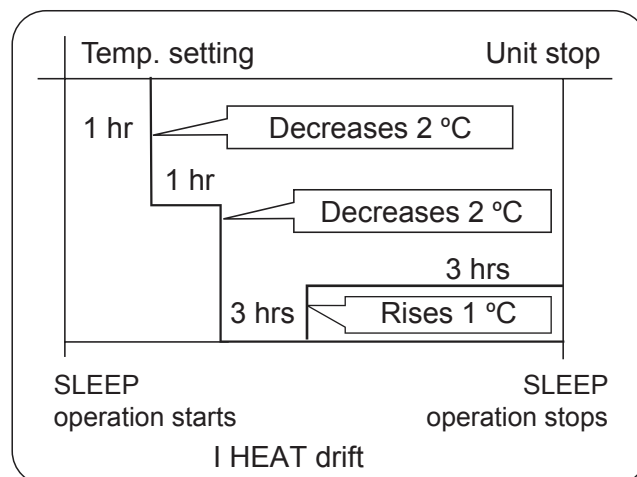 Temp. setting
Unit stop
1 hr
Decreases 2 ºC
1 hr
Decreases 2 ºC
3 hrs
3 hrs
Rises 1 ºC
SLEEP
operation starts
SLEEP
operation stops
I HEAT drift